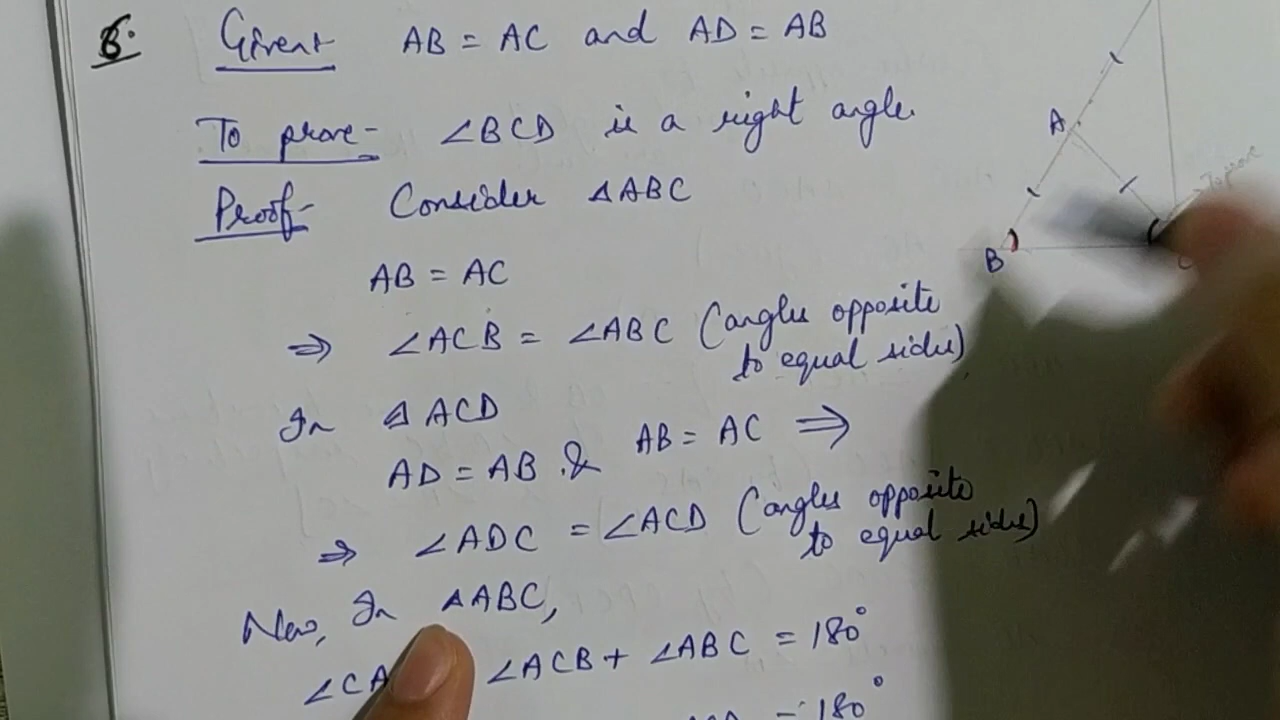 6.
Given:- AB = AC and AD = AB
To prove- ∠BCD is a right angle.
Proof- Consider ΔABC
AB = AC
⇒ ∠ACB = ∠ABC (angles opposite
to equal sides)
In Δ ACD
AD = AB & AB = AC ⇒
⇒ ∠ADC = ∠ACD (angles opposite
to equal sides)
Now, In ΔABC,
∠CA ∠ACB + ∠ABC = 180°
= 180°
A
B
C